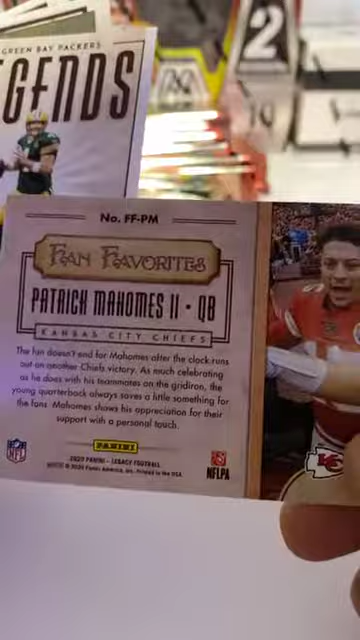 GREEN BAY PACKERS
GENDS
2
No. FF-PM
FAN FAVORITES
PATRICK MAHOMES II • QB
KANSAS CITY CHIEFS
The fun doesn't end for Mahomes after the clock runs
out on another Chiefs victory. As much celebrating
as he does with his teammates on the gridiron, the
young quarterback always saves a little something for
the fans. Mahomes shows his appreciation for their
support with a personal touch.
PANINI
2020 PANINI – LEGACY FOOTBALL
© 2020 Panini America, Inc. Printed in the USA.
NFL
NFLPA
KC